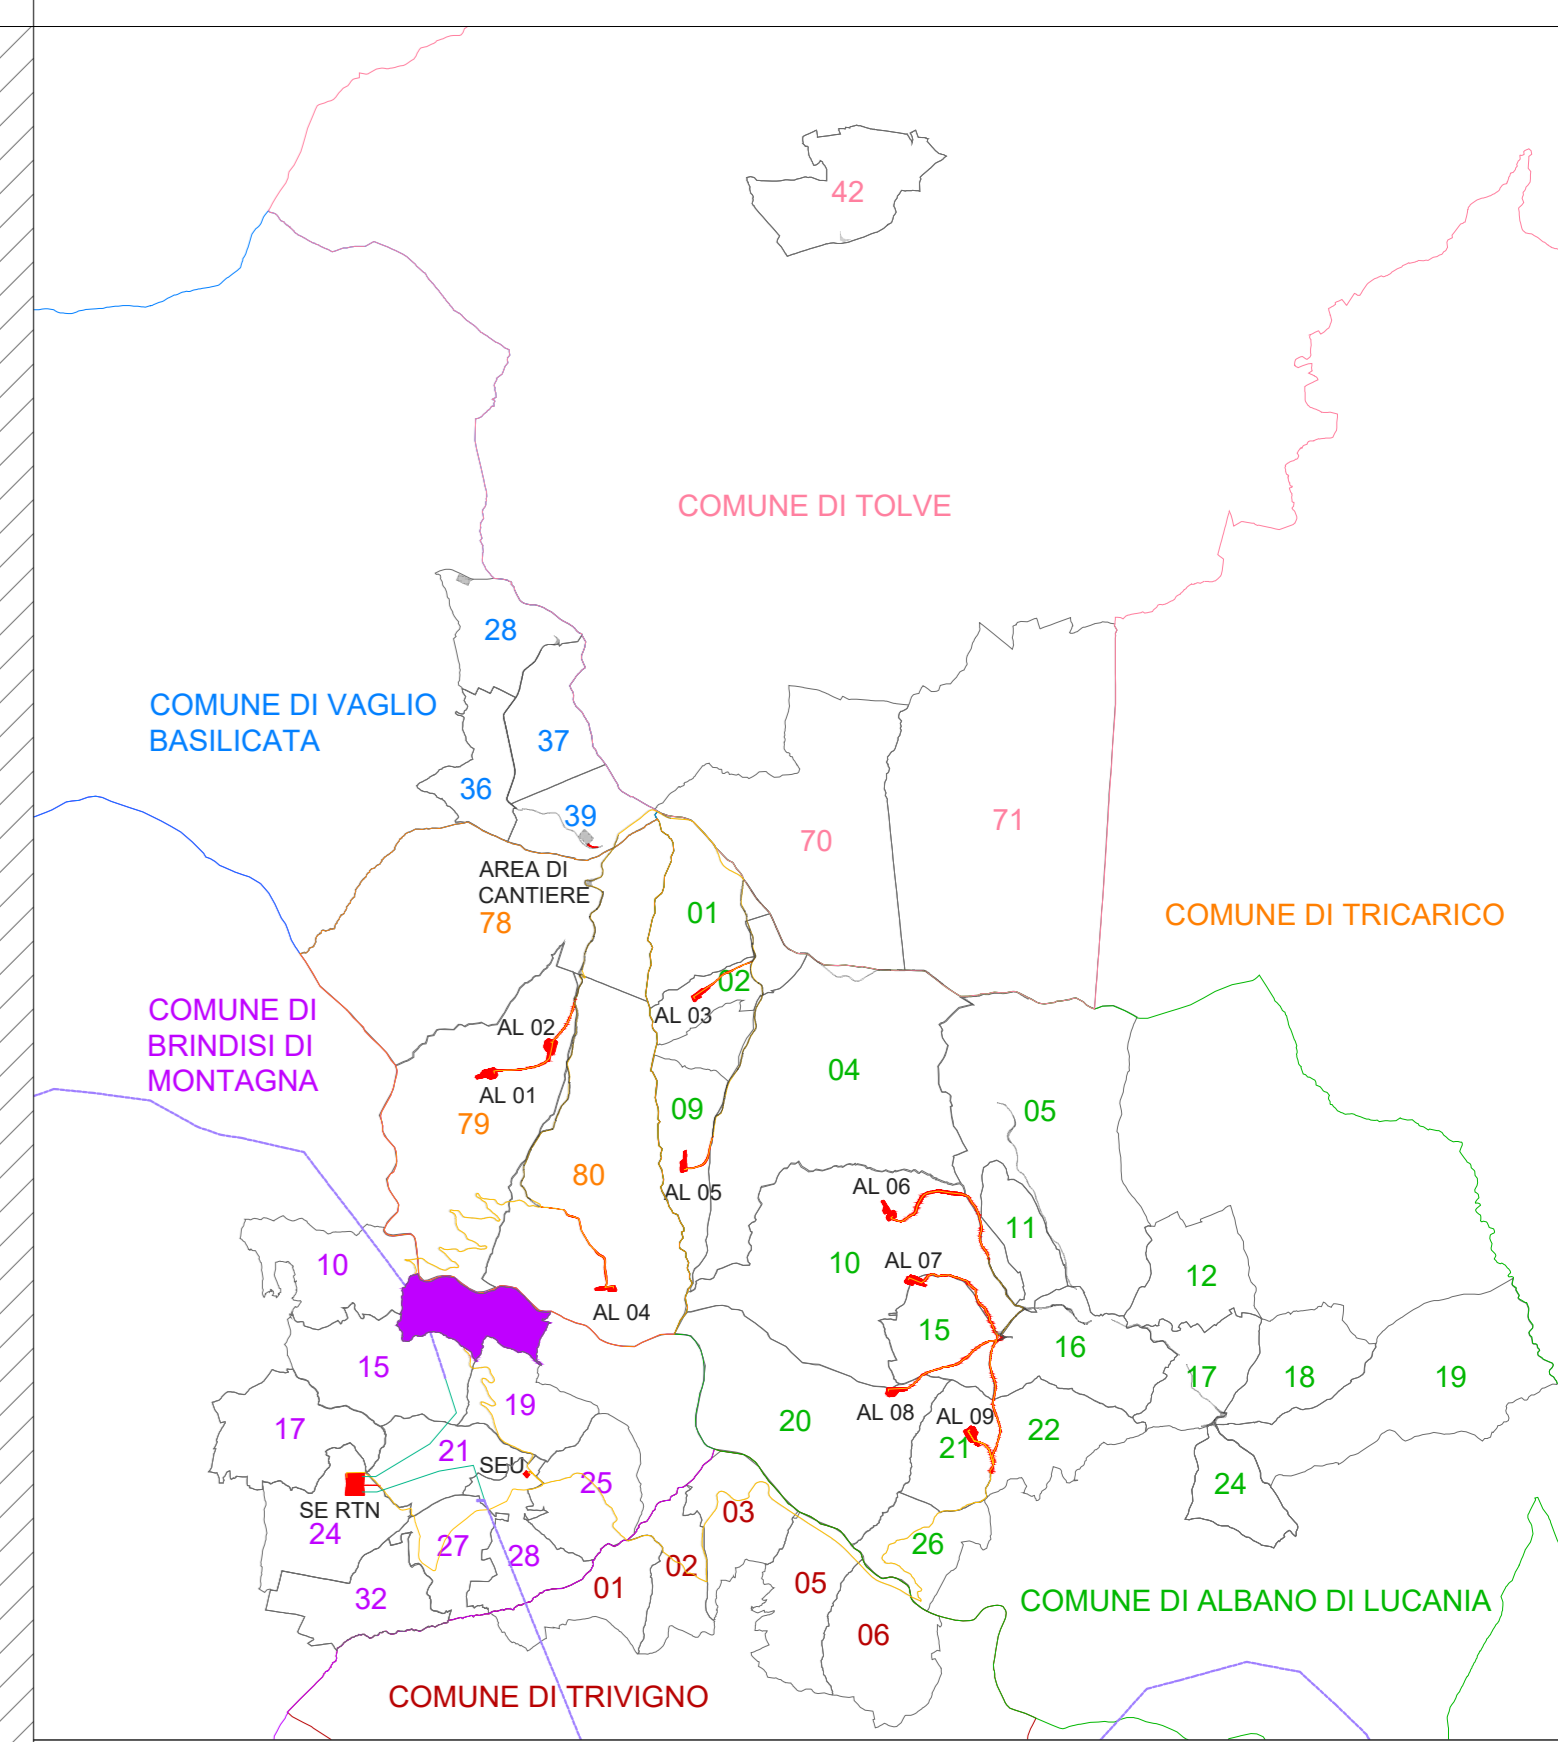 42
COMUNE DI TOLVE
28
COMUNE DI VAGLIO
BASILICATA
37
36
39
70
71
AREA DI
CANTIERE
78
01
COMUNE DI TRICARICO
02
COMUNE DI
BRINDISI DI
MONTAGNA
AL 02
AL 03
AL 01
04
79
09
05
80
AL 05
AL 06
11
10
AL 04
10
AL 07
12
15
15
16
17
18
19
19
17
20
AL 08
AL 09
21
22
21
SEU
25
24
SE RTN
24
27
28
03
02
01
26
05
32
06
COMUNE DI ALBANO DI LUCANIA
COMUNE DI TRIVIGNO